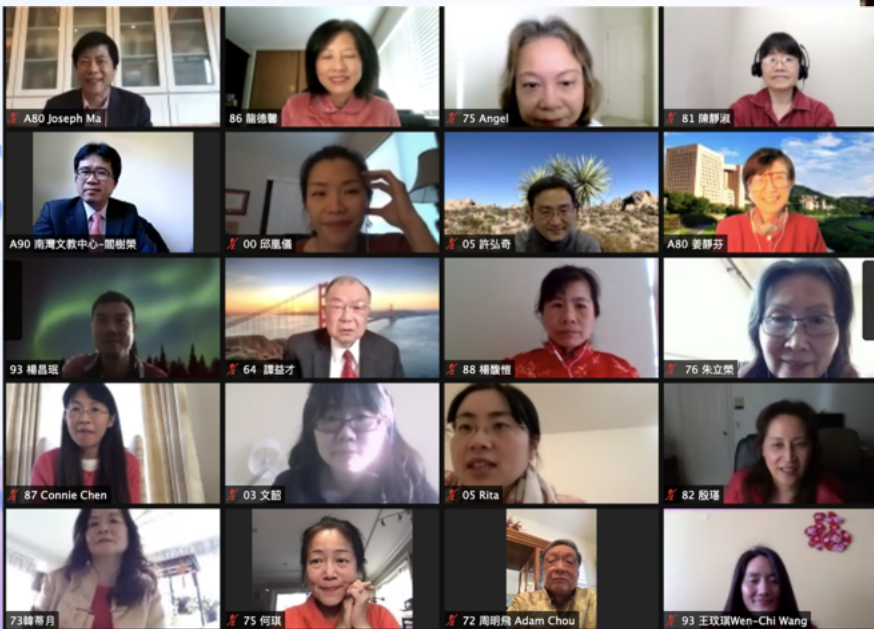 A80 Joseph Ma
86 龍德馨
75 Angel
81 陳靜淑
A90 南灣文教中心-閻樹榮
00 邱凰儀
05 許弘奇
A80 姜靜芬
93 楊昌珉
64 譚益才
88 楊馥愷
76 朱立榮
87 Connie Chen
03 文韶
05 Rita
82 殷瑾
73韓蒂月
75 何琪
72 周明飛 Adam Chou
93 王玟琪Wen-Chi Wang